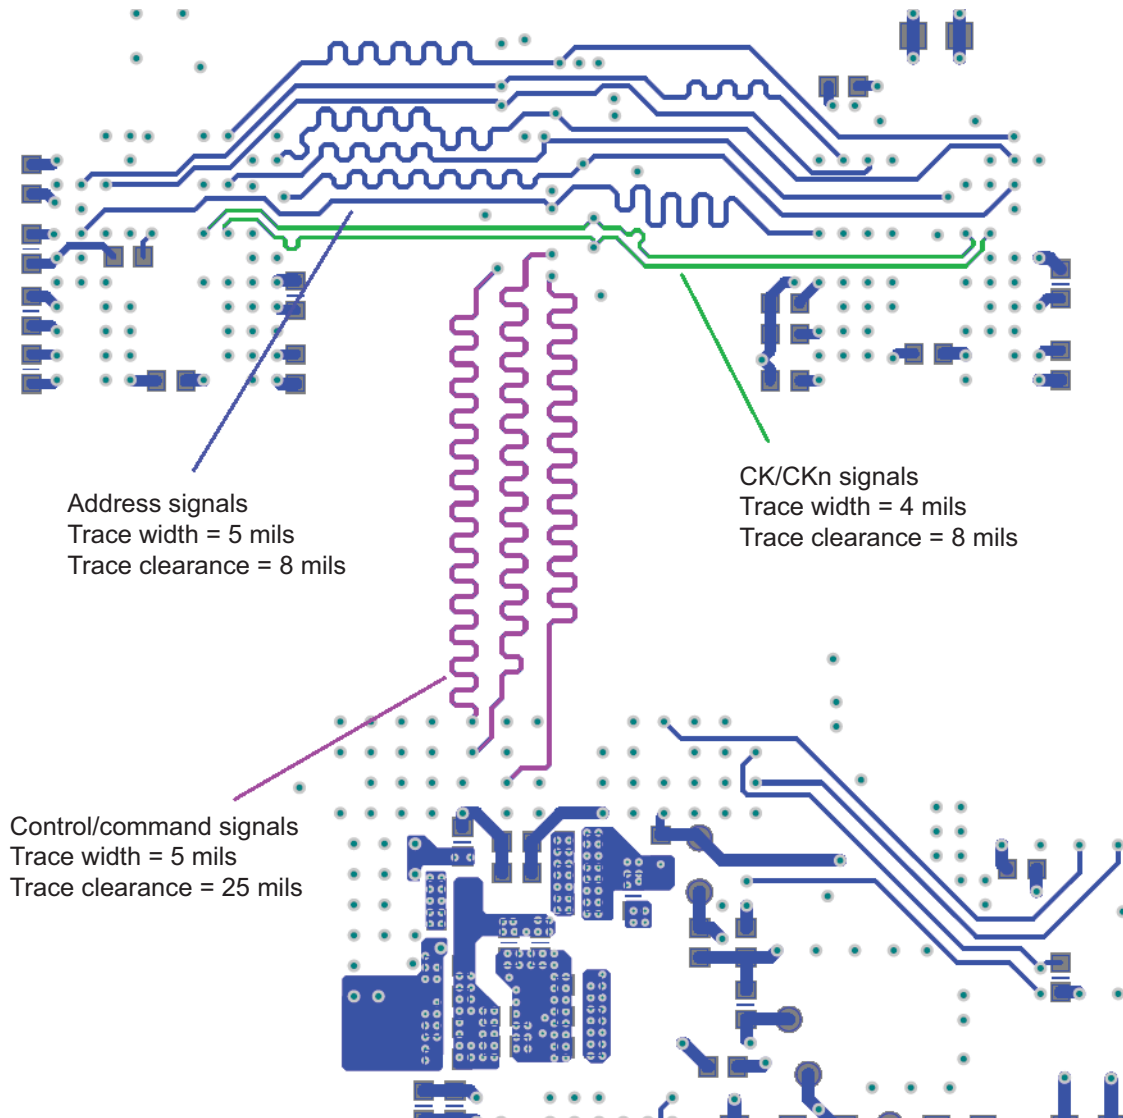 Address signals
Trace width = 5 mils
Trace clearance = 8 mils
CK/CKn signals
Trace width = 4 mils
Trace clearance = 8 mils
Control/command signals
Trace width = 5 mils
Trace clearance = 25 mils